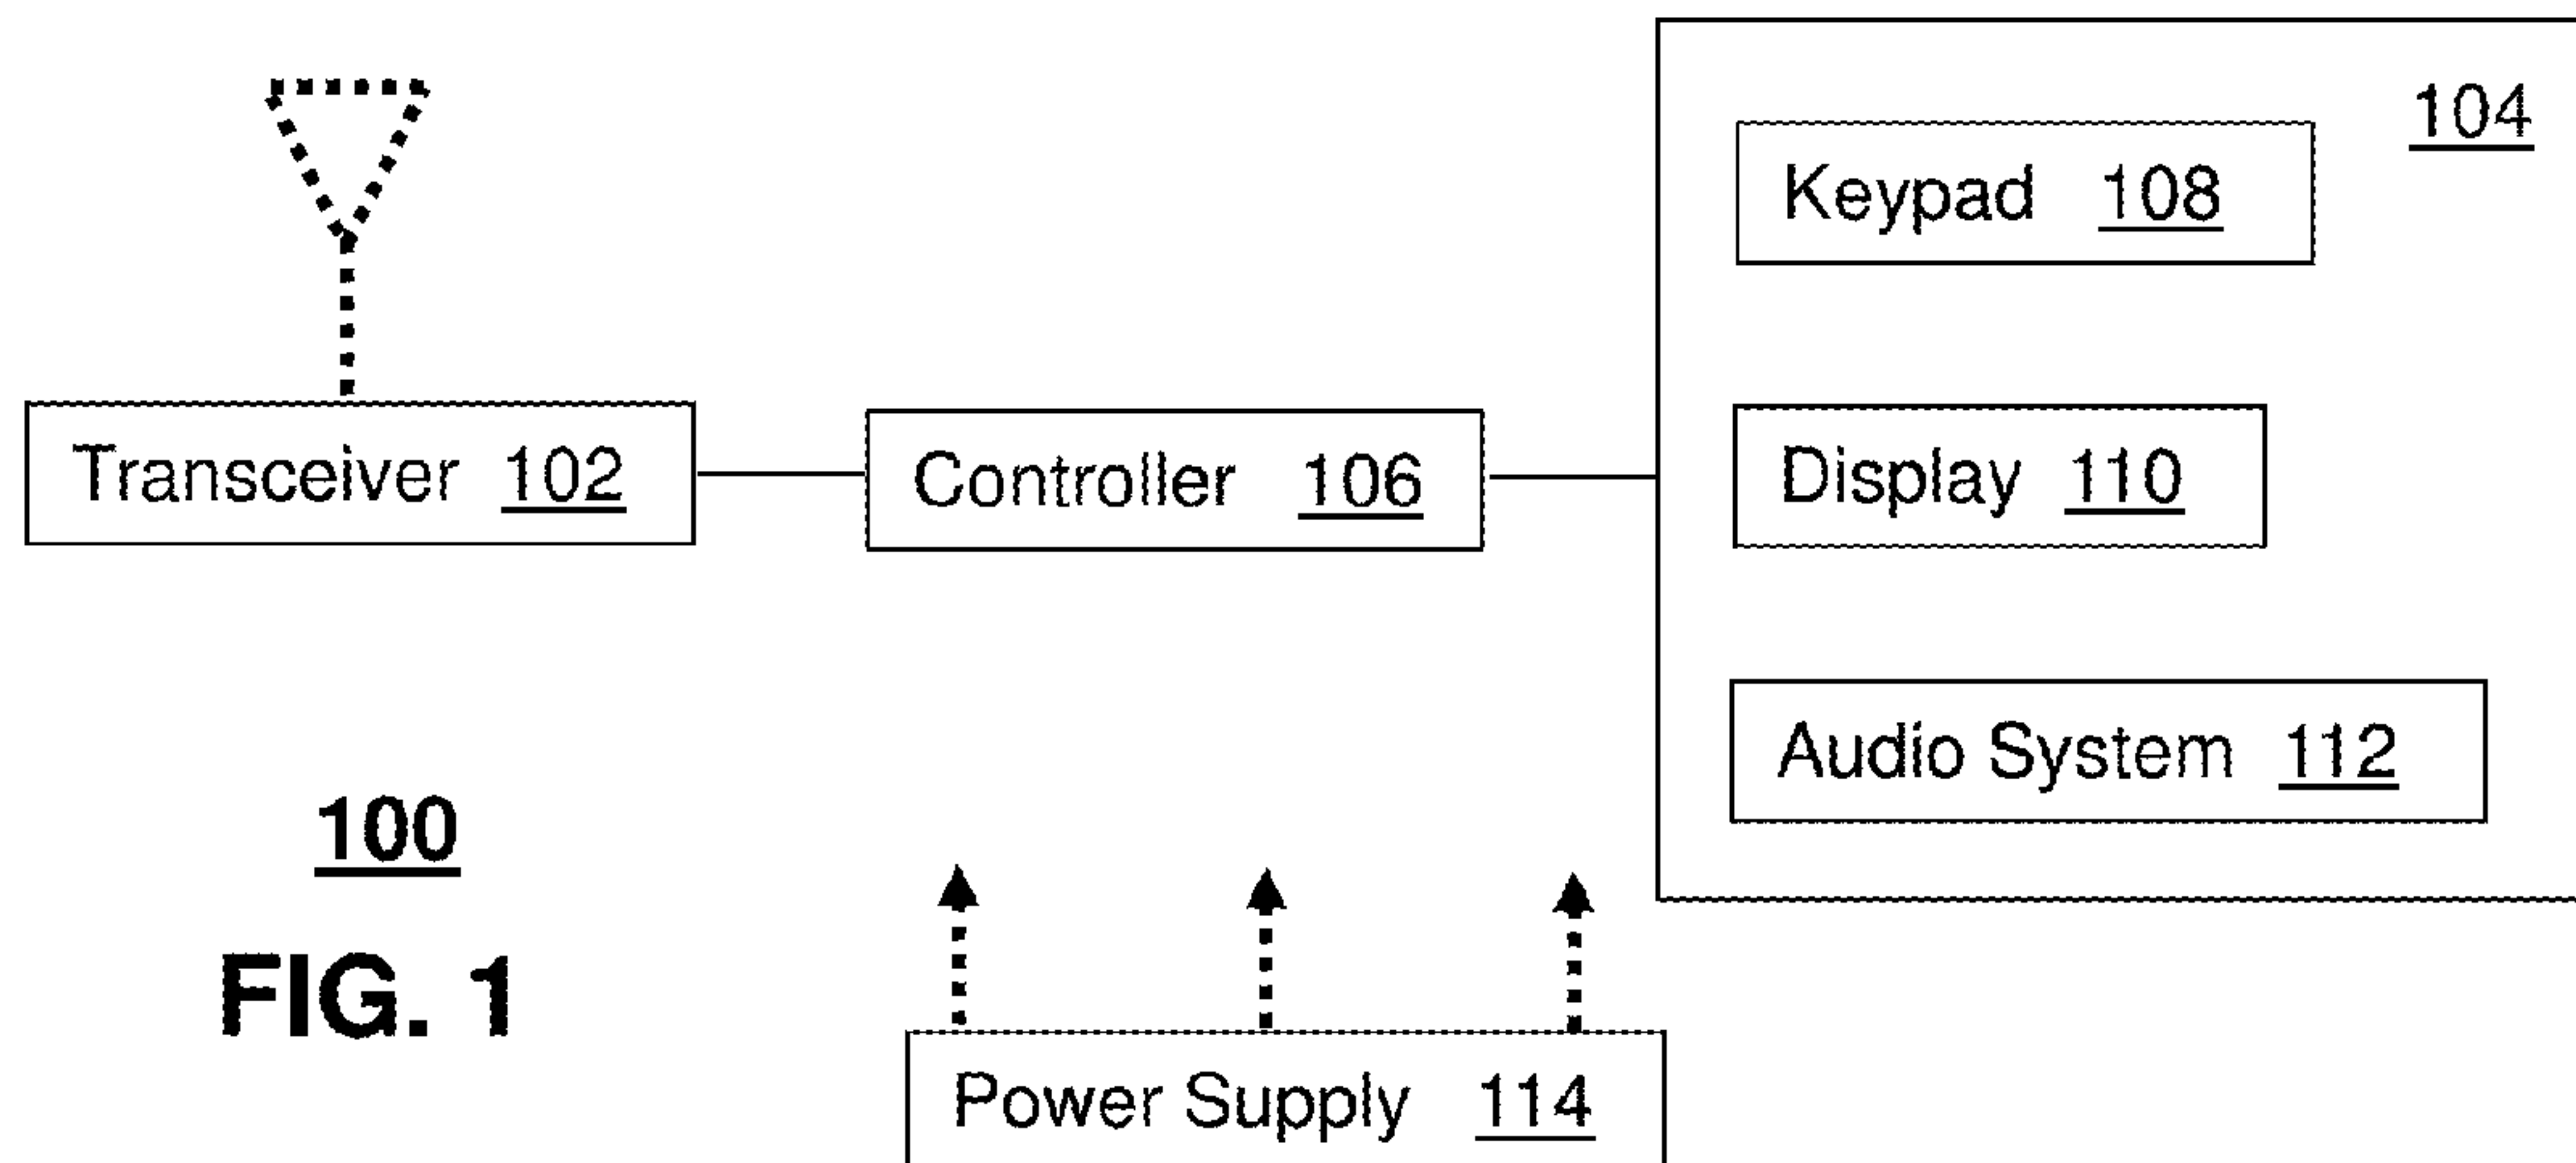 104
Keypad 108
Transceiver 102
Controller 106
Display 110
Audio System 112
100
FIG. 1
Power Supply 114